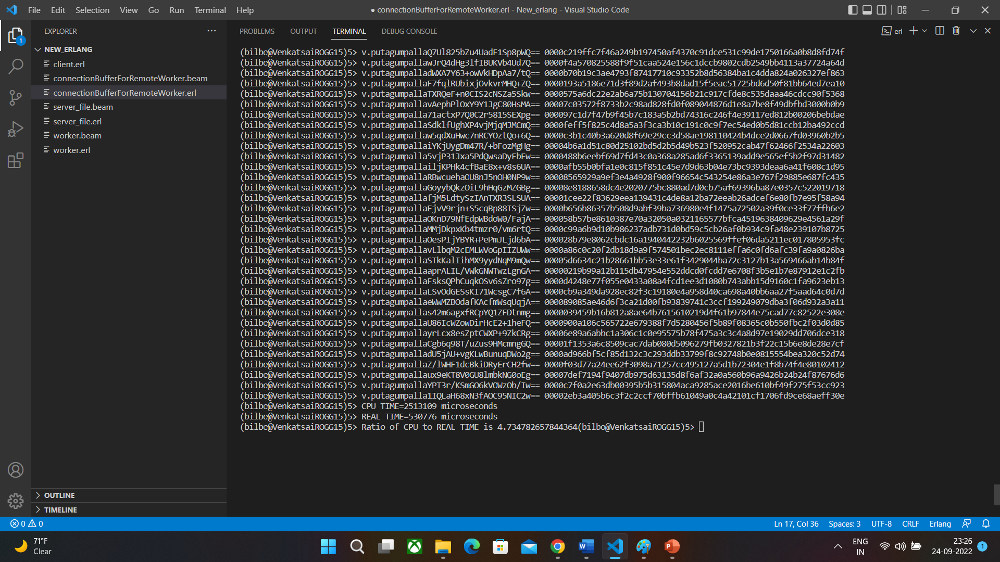 File Edit Selection View Go Run Terminal Help
● connectionBufferForRemoteWorker.erl - New_erlang - Visual Studio Code
EXPLORER
NEW_ERLANG
client.erl
connectionBufferForRemoteWorker.beam
connectionBufferForRemoteWorker.erl
server_file.beam
server_file.erl
worker.beam
worker.erl
OUTLINE
TIMELINE
PROBLEMS OUTPUT TERMINAL DEBUG CONSOLE
erl
(bilbo@VenkatsaiROGG15)5> v.putagumpallaQ7Ul825bZu4UadF1Sp8pWQ== 0000c219ffc7f46a249b197450af4370c91dce531c99de1750166a0b8d8fd74f
(bilbo@VenkatsaiROGG15)5> v.putagumpallawJrQ4dHg3lfIBUKVb4Ud7Q== 0000f4a570825588f9f51caa524e156c1dccb9802cdb2549bb4113a37724a64d
(bilbo@VenkatsaiROGG15)5> v.putagumpalladWXA7Y63+owVkHDpAa7/tQ== 0000b70b19c3ae4793f87417710c93352b8d56384ba1c4dda824a026327ef863
(bilbo@VenkatsaiROGG15)5> v.putagumpallaF7fqlRUbixjOvkvrMHQ+ZQ== 0000193a5186e71d3f89d2af493b8dad15f5eac51725bd6d50f81bb64ed7ea10
(bilbo@VenkatsaiROGG15)5> v.putagumpallaTXRQeF+n0CIS2cNSZa5Skw== 0000575a6dc22e2ab6a75b130704156b21c917cfde8c535daaa46cdcc90f5368
(bilbo@VenkatsaiROGG15)5> v.putagumpallavAephPlOxY9Y1JgC80HsMA== 00007c03572f8733b2c98ad828fd0f089044876d1e8a7be8f49dbfbd3000b0b9
(bilbo@VenkatsaiROGG15)5> v.putagumpalla71actxP7Q0C2r5815SEXpg== 000097c1d7f47b9f45b7c183a5b2bd74316c246f4e39117ed812b00206bebdae
(bilbo@VenkatsaiROGG15)5> v.putagumpallaSdklfUghXP4vjMjqMJMCmQ== 0000feff5f825c4d8a5a3f3ca3b10c191c0c9f7ec54ed0b5d81ccb12ba492ccd
(bilbo@VenkatsaiROGG15)5> v.putagumpallaw5qdXuHwc7nRCYOztQo+6Q== 0000c3b1c40b3a620d8f69e29cc3d58ae198110424b4dce2d0667fd03960b2b5
(bilbo@VenkatsaiROGG15)5> v.putagumpallaiYKjUygDm47R/+bFozMgHg== 00004b6a1d51c80d25102bd5d2b5d49b523f520952cab47f62466f2534a22603
(bilbo@VenkatsaiROGG15)5> v.putagumpalla5vjP31Jxa5PdQwsaDyFbEw== 0000488b6eebf69d7fd43c0a368a285ad6f3365139add9e565ef5b2f97d31482
(bilbo@VenkatsaiROGG15)5> v.putagumpallailjKPHk4cfBaE8x+v8s6UA== 0000afb55b0bfa1e0c815f851c45e7d9d63b04e73bc9393deaa6a41f608c1d95
(bilbo@VenkatsaiROGG15)5> v.putagumpallaRBwcuehaOU8nJ5nOH0NP9w== 00008565929a9ef3e4a4928f900f96654c543254e86a3e767f29885e687fc435
(bilbo@VenkatsaiROGG15)5> v.putagumpallaGoyybQkzOiL9hHqGzMZGBg== 00008e8188658dc4e2020775bc880ad7d0cb75af69396ba87e0357c522019718
(bilbo@VenkatsaiROGG15)5> v.putagumpallafjM5LdtySzIAnTXR3SLSUA== 00001cee22f83629eea139431c4de8a12ba72eeab26adcef6e80fb7e95f58a94
(bilbo@VenkatsaiROGG15)5> v.putagumpallaEjvV9rjn+S5cqBp88ISjZw== 0000b656b86357b508d9abf39ba736980e4f1475a72502a39f0ce33f77ffb6e2
(bilbo@VenkatsaiROGG15)5> v.putagumpallaOKnD79NfEdpWBdoW0/FajA== 000058b57be8610387e70a32050a0321165577bfca4519638409629e4561a29f
(bilbo@VenkatsaiROGG15)5> v.putagumpallaMMjDkpxKb4tmzr0/vm6rtQ== 0000c99a6b9d10b986237adb731d0bd59c5cb26af0b934c9fa48e239107b8725
(bilbo@VenkatsaiROGG15)5> v.putagumpallaOesPIjYBYR+PePmJLjd6bA== 000028b79e8062cbdc16a1940442232b6025569ffef06da5211ec017805953fc
(bilbo@VenkatsaiROGG15)5> v.putagumpallavLlbqM2cEMLWVoGpIIZUWw== 0000a86c0c20f2db18d9a9f574501bec2ec8111effa6c0fd6afc39fa9a0826ba
(bilbo@VenkatsaiROGG15)5> v.putagumpallaSTkKalIihMX9yydNqM9mQw== 00005d6634c21b28661bb53e33e61f3429044ba72c3127b13a569466ab14b84f
(bilbo@VenkatsaiROGG15)5> v.putagumpallaaprALIL/VWkGNWTwzLgnGA== 00000219b99a12b115db47954e552ddcd0fcdd7e6708f3b5e1b7e87912e1c2fb
(bilbo@VenkatsaiROGG15)5> v.putagumpallaFsksQPhCuqkOSv6sZro97g== 0000d4248e77f055e0433a08a4fcd1ee3d1080b743abb15d9160c1fa9623eb13
(bilbo@VenkatsaiROGG15)5> v.putagumpallaLSvOdGESsKI71WcsgC7f6A== 0000cb9a349da928ec82f3c19180e4a958d40ca698a40bb6aa27f5aad64c0d7d
(bilbo@VenkatsaiROGG15)5> v.putagumpallaeWwMZBOdafKAcfmWsqUqjA== 000089085ae46d6f3ca21d00fb93839741c3ccf199249079dba3f06d932a3a11
(bilbo@VenkatsaiROGG15)5> v.putagumpallas42m6agxfRCpYQ1ZFDtnmg== 0000039459b16b812a8ae64b7615610219d4f61b97844e75cad77c82522e308e
(bilbo@VenkatsaiROGG15)5> v.putagumpallaU86IcWZowDirHcE2+1heFQ== 0000900a106c565722e679388f7d5280456f5b89f08365c0b550fbc2f03d0d85
(bilbo@VenkatsaiROGG15)5> v.putagumpallayrLcx8esZptCWXP+9ZkCRg== 00006e89a6abbc1a306c1c0e95575b78f475a3c3c4a8d97e19029dd706dce318
(bilbo@VenkatsaiROGG15)5> v.putagumpallaCgb6q98T/uZus9HMcmngGQ== 00001f1353a6c8509cac7dab080d5096279fb0327821b3f22c15b6e8de28e7cf
(bilbo@VenkatsaiROGG15)5> v.putagumpalladU5jAU+vgKLwBunuqDWo2g== 0000ad966bf5cf85d132c3c293ddb33799f8c92748b0e0815554bea320c52d74
(bilbo@VenkatsaiROGG15)5> v.putagumpallaZ/lWHF1dcBkiDRyErCH2fw== 0000f03d77a24ee62f3098a71257cc495127a5d1b72304e1f8b74f4e80102412
(bilbo@VenkatsaiROGG15)5> v.putagumpallaux9eKT8V0GU8lmbkNG0oEg== 00007def7194f9407db975d63135d8f6af32a0a560b96a9426b24b24f87676d6
(bilbo@VenkatsaiROGG15)5> v.putagumpallaYPT3r/KSmGO6kVOWzOb/Iw== 0000c7f0a2e63db00395b5b315804aca9285ace2016be610bf49f275f53cc923
(bilbo@VenkatsaiROGG15)5> v.putagumpalla1IQLaH68xN3fAOC95NIC2w== 00002eb3a405b6c3f2c2ccf70bffb61049a0c4a42101cf1706fd9ce68aeff30e
(bilbo@VenkatsaiROGG15)5> CPU TIME=2513109 microseconds
(bilbo@VenkatsaiROGG15)5> REAL TIME=530776 microseconds
(bilbo@VenkatsaiROGG15)5> Ratio of CPU to REAL TIME is 4.734782657844364(bilbo@VenkatsaiROGG15)5>
0 0
Ln 17, Col 36 Spaces: 3 UTF-8 CRLF Erlang
71°F
Clear
ENG
IN
23:26
24-09-2022
1